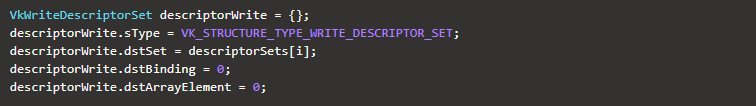 VkWriteDescriptorSet descriptorWrite = {};
descriptorWrite.sType = VK_STRUCTURE_TYPE_WRITE_DESCRIPTOR_SET;
descriptorWrite.dstSet = descriptorSets[i];
descriptorWrite.dstBinding = 0;
descriptorWrite.dstArrayElement = 0;